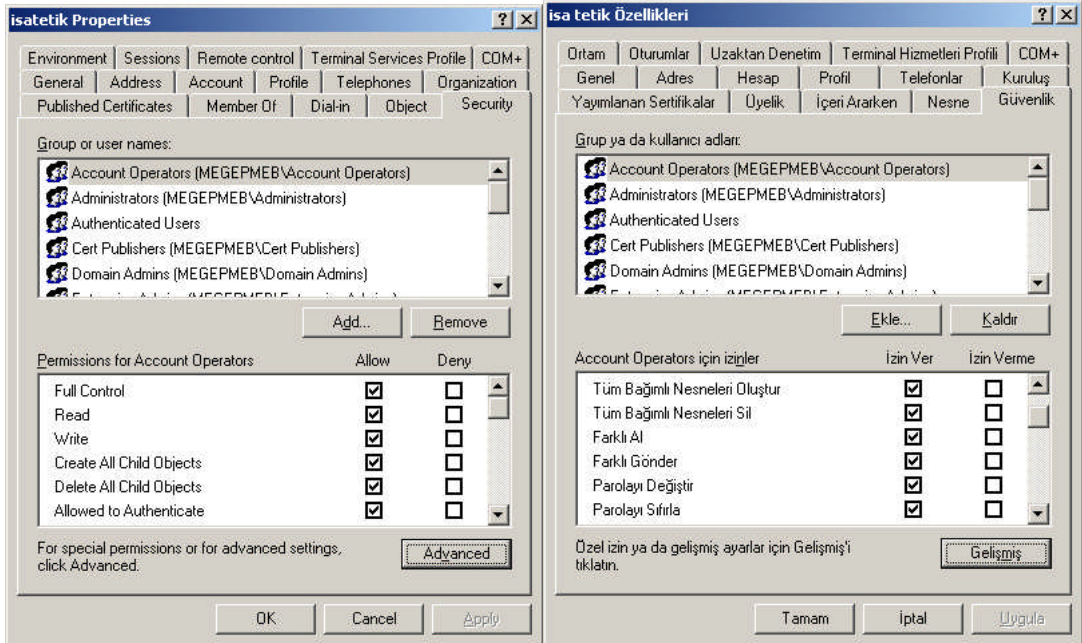 isatetik Properties
Environment Sessions Remote control Terminal Services Profile COM+
General Address Account Profile Telephones Organization
Published Certificates Member Of Dial-in Object Security
Group or user names:
Account Operators (MEGEPMEB\Account Operators)
Administrators (MEGEPMEB\Administrators)
Authenticated Users
Cert Publishers (MEGEPMEB\Cert Publishers)
Domain Admins (MEGEPMEB\Domain Admins)
Add... Remove
Permissions for Account Operators Allow Deny
Full Control
Read
Write
Create All Child Objects
Delete All Child Objects
Allowed to Authenticate
For special permissions or for advanced settings,
click Advanced.
Advanced
OK Cancel Apply
isa tetik Özellikleri
Ortam Oturumlar Uzaktan Denetim Terminal Hizmetleri Profili COM+
Genel Adres Hesap Profil Telefonlar Kuruluş
Yayımlanan Sertifikalar Üyelik İçeri Ararken Nesne Güvenlik
Grup ya da kullanıcı adları:
Account Operators (MEGEPMEB\Account Operators)
Administrators (MEGEPMEB\Administrators)
Authenticated Users
Cert Publishers (MEGEPMEB\Cert Publishers)
Domain Admins (MEGEPMEB\Domain Admins)
Ekle... Kaldır
Account Operators için izinler İzin Ver İzin Verme
Tüm Bağımlı Nesneleri Oluştur
Tüm Bağımlı Nesneleri Sil
Farklı Al
Farklı Gönder
Parolayı Değiştir
Parolayı Sıfırla
Özel izin ya da gelişmiş ayarlar için Gelişmiş'i
tıklatın.
Gelişmiş
Tamam İptal Uygula